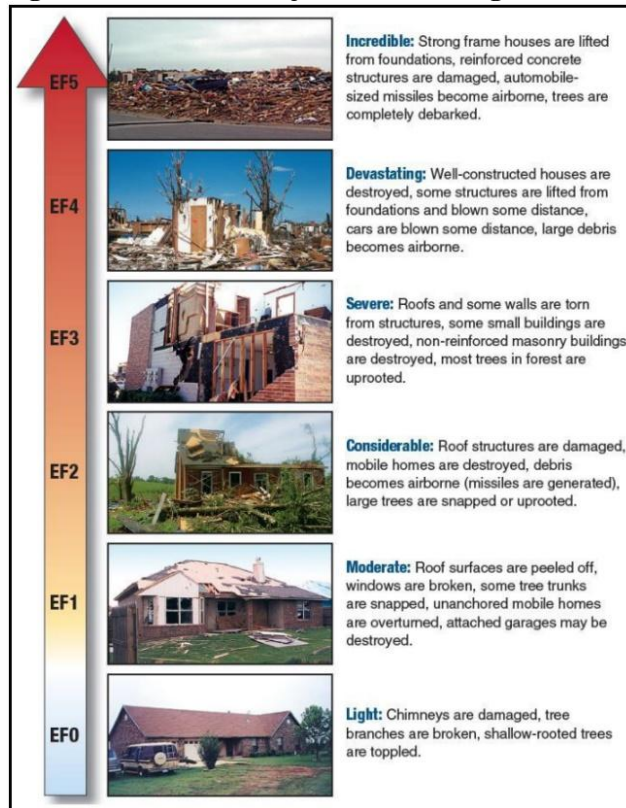 EF5
Incredible: Strong frame houses are lifted
from foundations, reinforced concrete
structures are damaged, automobile-
sized missiles become airborne, trees are
completely debarked.
EF4
Devastating: Well-constructed houses are
destroyed, some structures are lifted from
foundations and blown some distance,
cars are blown some distance, large debris
becomes airborne.
EF3
Severe: Roofs and some walls are torn
from structures, some small buildings are
destroyed, non-reinforced masonry buildings
are destroyed, most trees in forest are
uprooted.
EF2
Considerable: Roof structures are damaged,
mobile homes are destroyed, debris
becomes airborne (missiles are generated),
large trees are snapped or uprooted.
EF1
Moderate: Roof surfaces are peeled off,
windows are broken, some tree trunks
are snapped, unanchored mobile homes
are overturned, attached garages may be
destroyed.
EF0
Light: Chimneys are damaged, tree
branches are broken, shallow-rooted trees
are toppled.